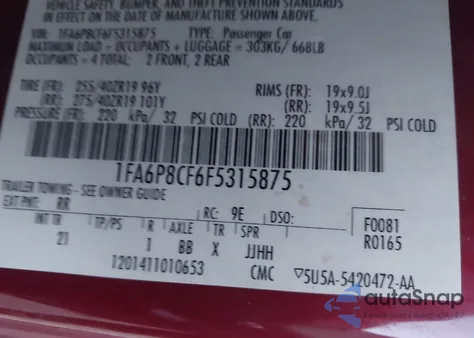 VEHICLE SAFETY, BUMPER, AND THEFT PREVENTION STANDARDS
IN EFFECT ON THE DATE OF MANUFACTURE SHOWN ABOVE.
VIN: 1FA6P8CF6F5315875 TYPE: Passenger Car
MAXIMUM LOAD = OCCUPANTS + LUGGAGE = 303KG/ 668LB
OCCUPANTS = 4 TOTAL: 2 FRONT, 2 REAR
TIRE (FR): 255/40ZR19 96Y RIMS (FR): 19x9.0J
(RR): 275/40ZR19 101Y (RR): 19x9.5J
PRESSURE (FR): 220 kPa/ 32 PSI COLD (RR): 220 kPa/ 32 PSI COLD
1FA6P8CF6F5315875
TRAILER TOWING - SEE OWNER GUIDE
EXT PNT: RR RC: 9E DSO: F0081
INT TR TP/PS R AXLE TR SPR R0165
21 1 BB X JJHH
1201411010653 CMC 5U5A-5420472-AA
autoSnap